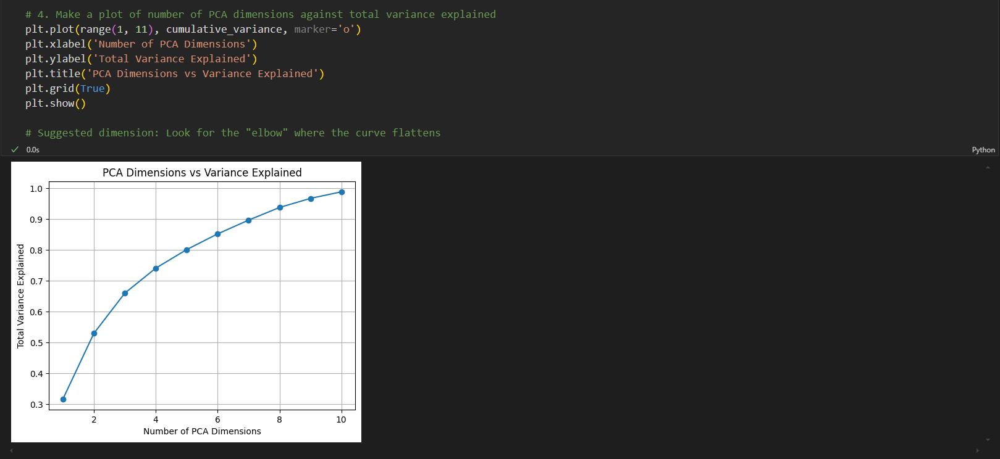 # 4. Make a plot of number of PCA dimensions against total variance explained
plt.plot(range(1, 11), cumulative_variance, marker='o')
plt.xlabel('Number of PCA Dimensions')
plt.ylabel('Total Variance Explained')
plt.title('PCA Dimensions vs Variance Explained')
plt.grid(True)
plt.show()
# Suggested dimension: Look for the "elbow" where the curve flattens
0.0s
Python
PCA Dimensions vs Variance Explained
1.0
0.9
0.8
0.7
0.6
0.5
0.4
0.3
Total Variance Explained
2 4 6 8 10
Number of PCA Dimensions